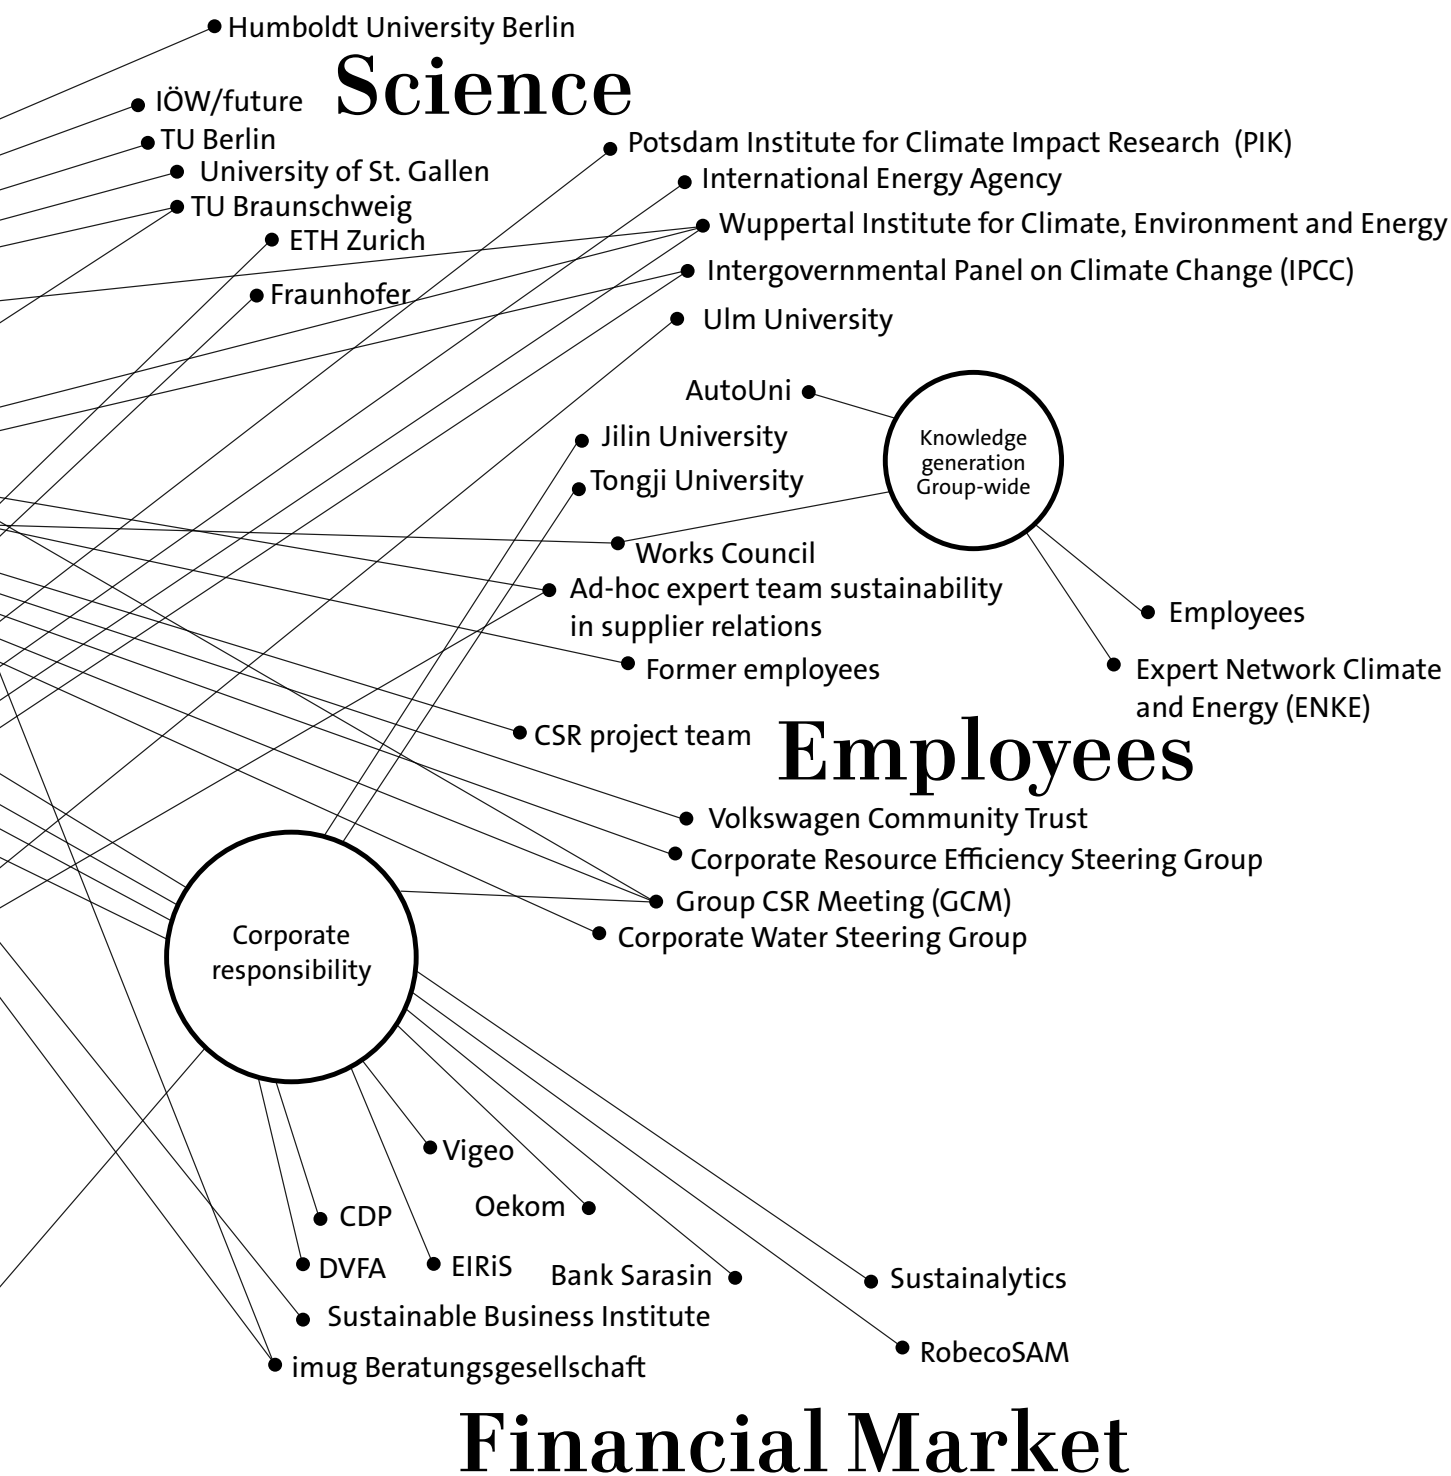 Humboldt University Berlin
Science
IÖW/future
TU Berlin
University of St. Gallen
TU Braunschweig
ETH Zurich
Fraunhofer
Potsdam Institute for Climate Impact Research (PIK)
International Energy Agency
Wuppertal Institute for Climate, Environment and Energy
Intergovernmental Panel on Climate Change (IPCC)
Ulm University
AutoUni
Jilin University
Tongji University
Knowledge
generation
Group-wide
Works Council
Ad-hoc expert team sustainability
in supplier relations
Former employees
Employees
Expert Network Climate
and Energy (ENKE)
CSR project team
Employees
Volkswagen Community Trust
Corporate Resource Efficiency Steering Group
Group CSR Meeting (GCM)
Corporate Water Steering Group
Corporate
responsibility
Vigeo
Oekom
CDP
DVFA
EIRiS
Bank Sarasin
Sustainalytics
Sustainable Business Institute
RobecoSAM
imug Beratungsgesellschaft
Financial Market